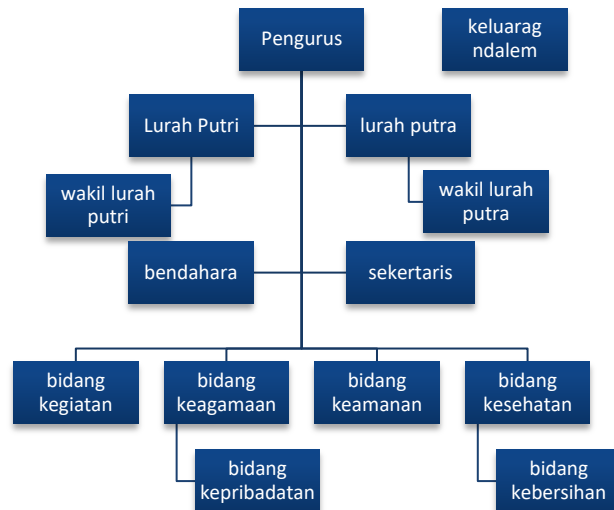 Pengurus
keluarag
ndalem
Lurah Putri
lurah putra
wakil lurah
putri
wakil lurah
putra
bendahara
sekertaris
bidang
kegiatan
bidang
keagamaan
bidang
keamanan
bidang
kesehatan
bidang
kepribadatan
bidang
kebersihan